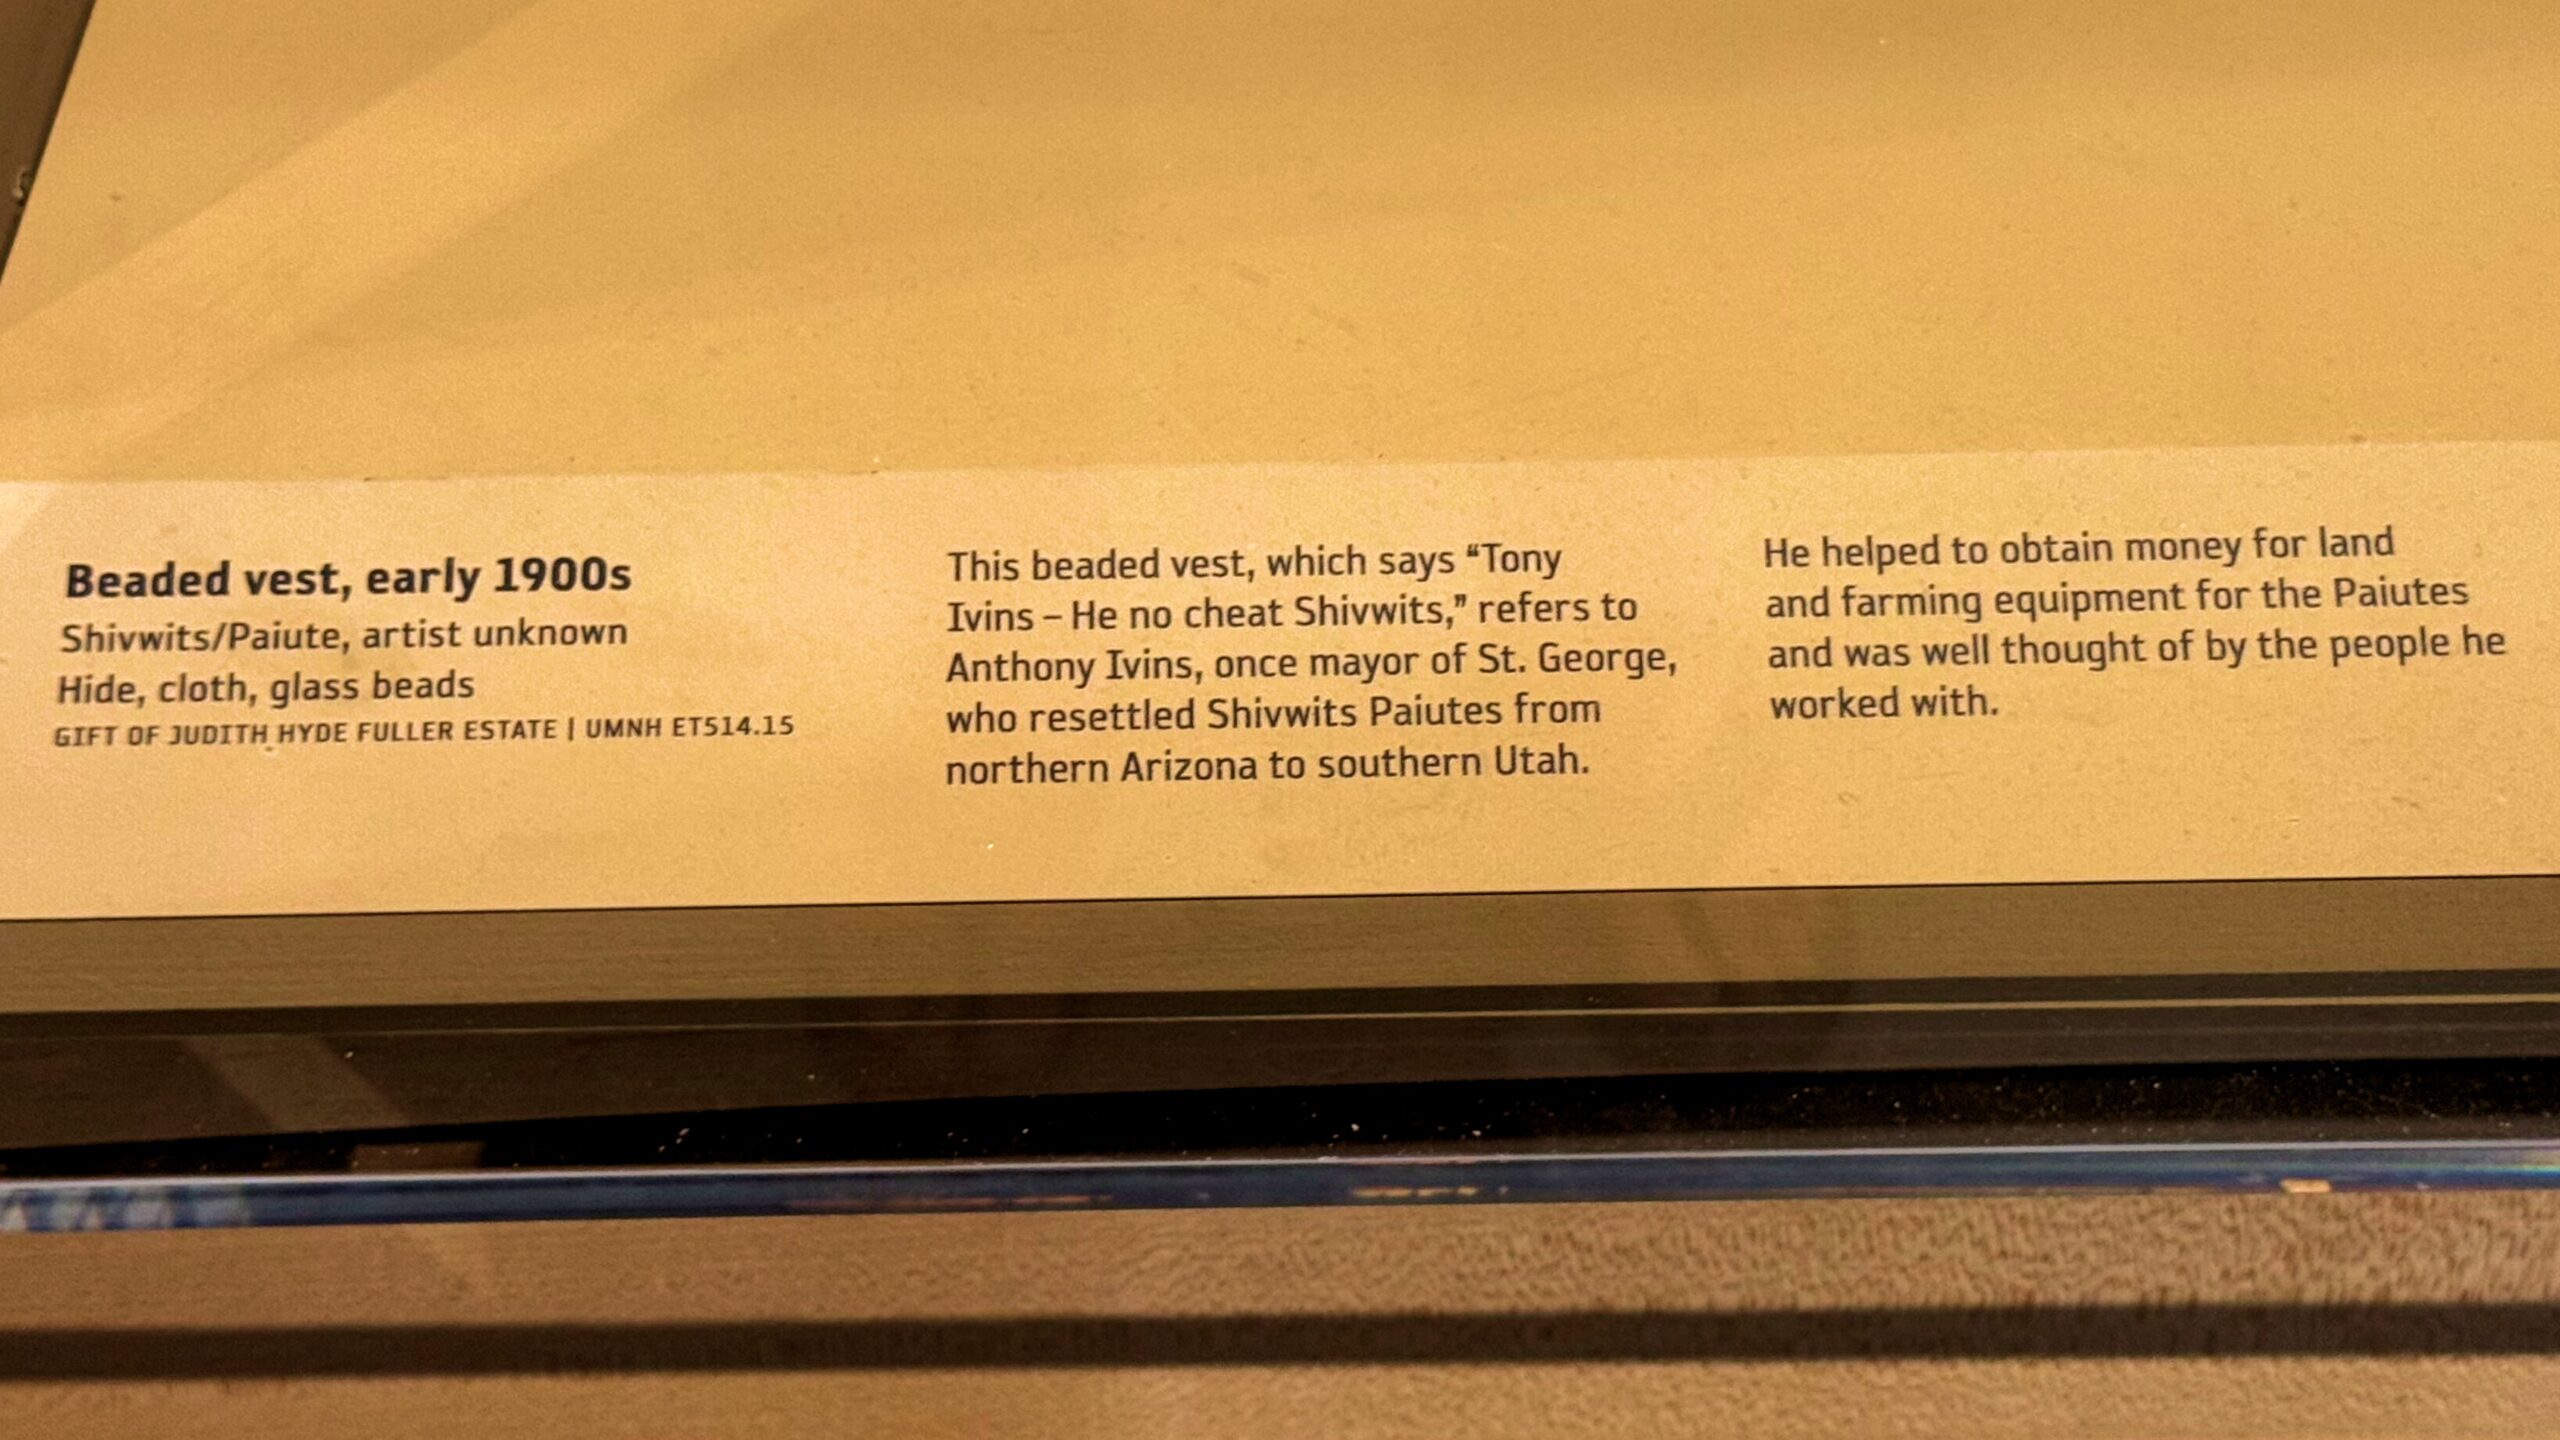 Beaded vest, early 1900s
Shivwits/Paiute, artist unknown
Hide, cloth, glass beads
GIFT OF JUDITH HYDE FULLER ESTATE | UMNH ET514.15
This beaded vest, which says “Tony
Ivins – He no cheat Shivwits,” refers to
Anthony Ivins, once mayor of St. George,
who resettled Shivwits Paiutes from
northern Arizona to southern Utah.
He helped to obtain money for land
and farming equipment for the Paiutes
and was well thought of by the people he
worked with.